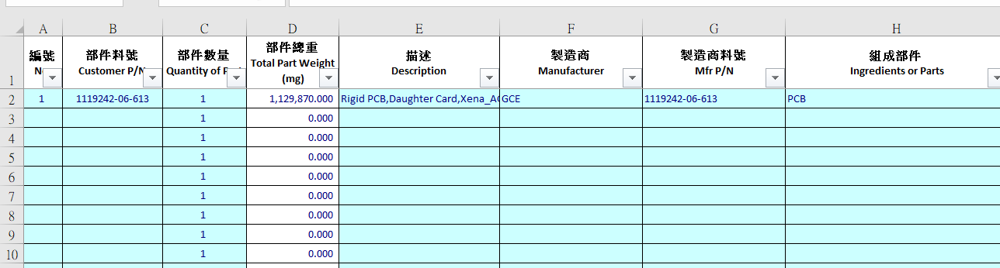 A B C D E F G H
1
編號
N
部件料號
Customer P/N
部件數量
Quantity of P
部件總重
Total Part Weight
(mg)
描述
Description
製造商
Manufacturer
製造商料號
Mfr P/N
組成部件
Ingredients or Parts
2 1 1119242-06-613 1 1,129,870.000 Rigid PCB,Daughter Card,Xena_A GCE 1119242-06-613 PCB
3 1 0.000
4 1 0.000
5 1 0.000
6 1 0.000
7 1 0.000
8 1 0.000
9 1 0.000
10 1 0.000